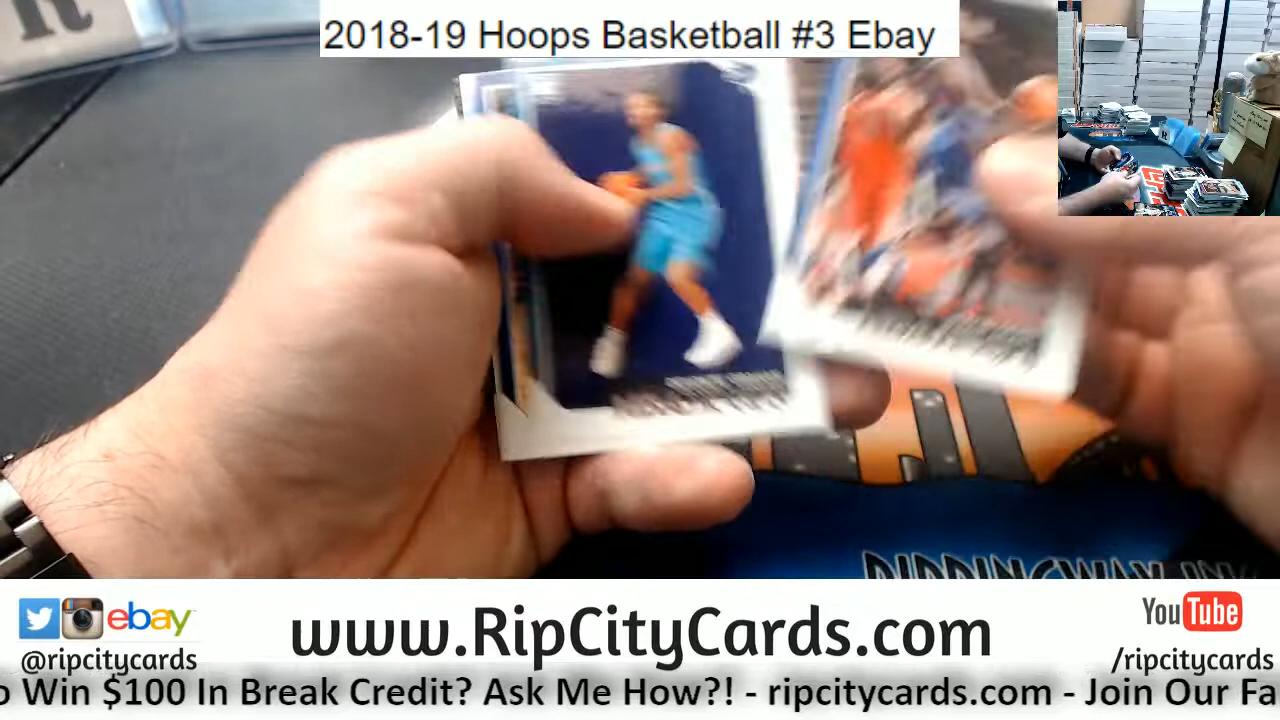 2018-19 Hoops Basketball #3 Ebay
R
ebay
@ripcitycards
www.RipCityCards.com
YouTube
/ripcitycards
o Win $100 In Break Credit? Ask Me How?! - ripcitycards.com - Join Our Fa